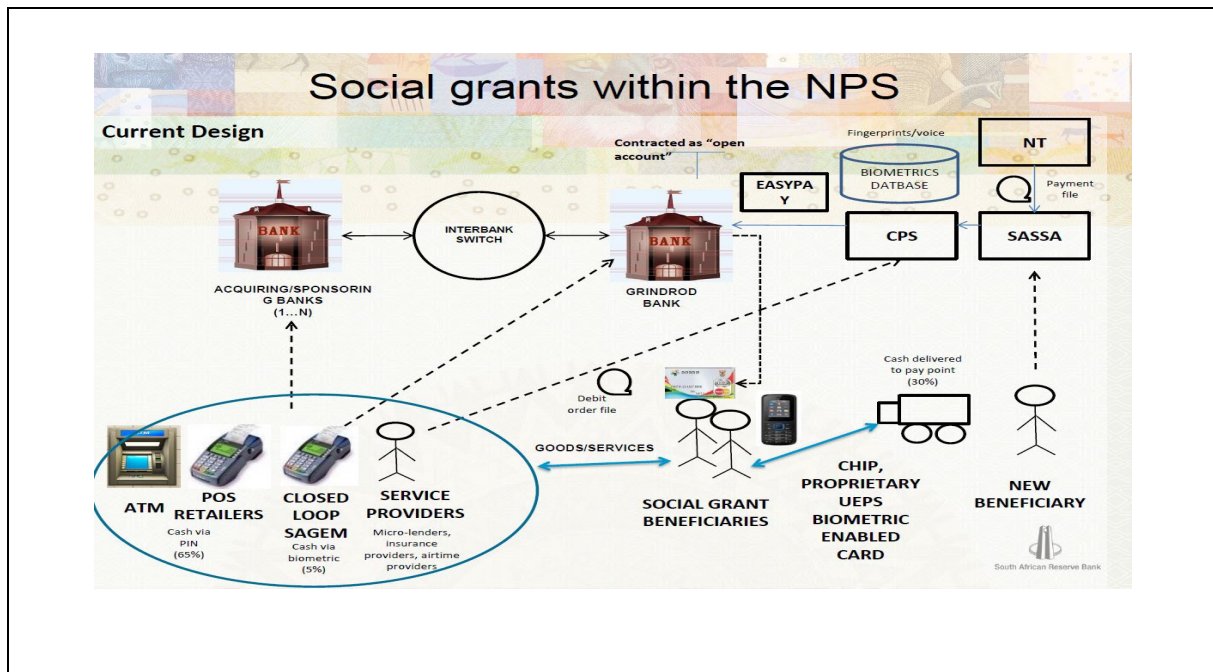 Social grants within the NPS
Current Design
Contracted as "open
account"
Fingerprints/voice
BIOMETRICS
DATBASE
NT
Payment
file
EASYPA
Y
CPS
SASSA
BANK
INTERBANK
SWITCH
BANK
ACQUIRING/SPONSORIN
G BANKS
(1...N)
GRINDROD
BANK
Cash delivered
to pay point
(30%)
Debit
order file
GOODS/SERVICES
ATM
POS
RETAILERS
Cash via
PIN
(65%)
CLOSED
LOOP
SAGEM
Cash via
biometric
(5%)
SERVICE
PROVIDERS
Micro-lenders,
insurance
providers, airtime
providers
SOCIAL GRANT
BENEFICIARIES
CHIP,
PROPRIETARY
UEPS
BIOMETRIC
ENABLED
CARD
NEW
BENEFICIARY
South African Reserve Bank